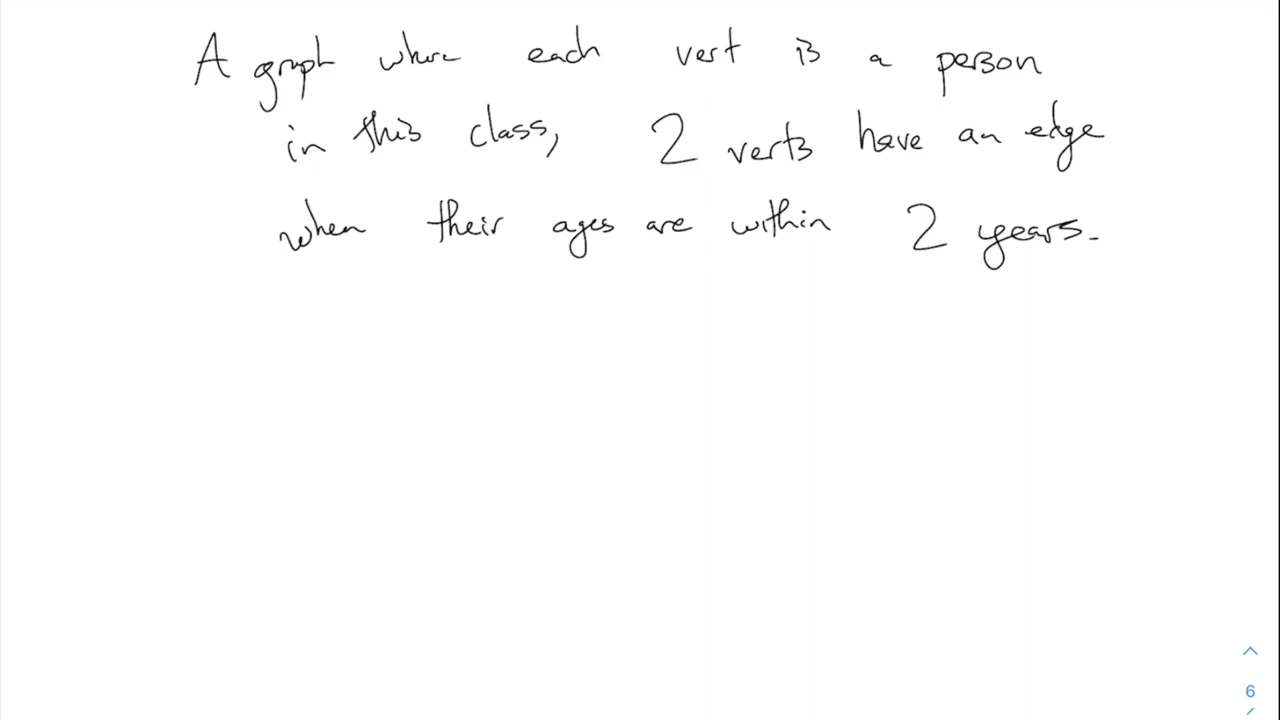 A graph where each vert is a person
in this class, 2 verts have an edge
when their ages are within 2 years.
6